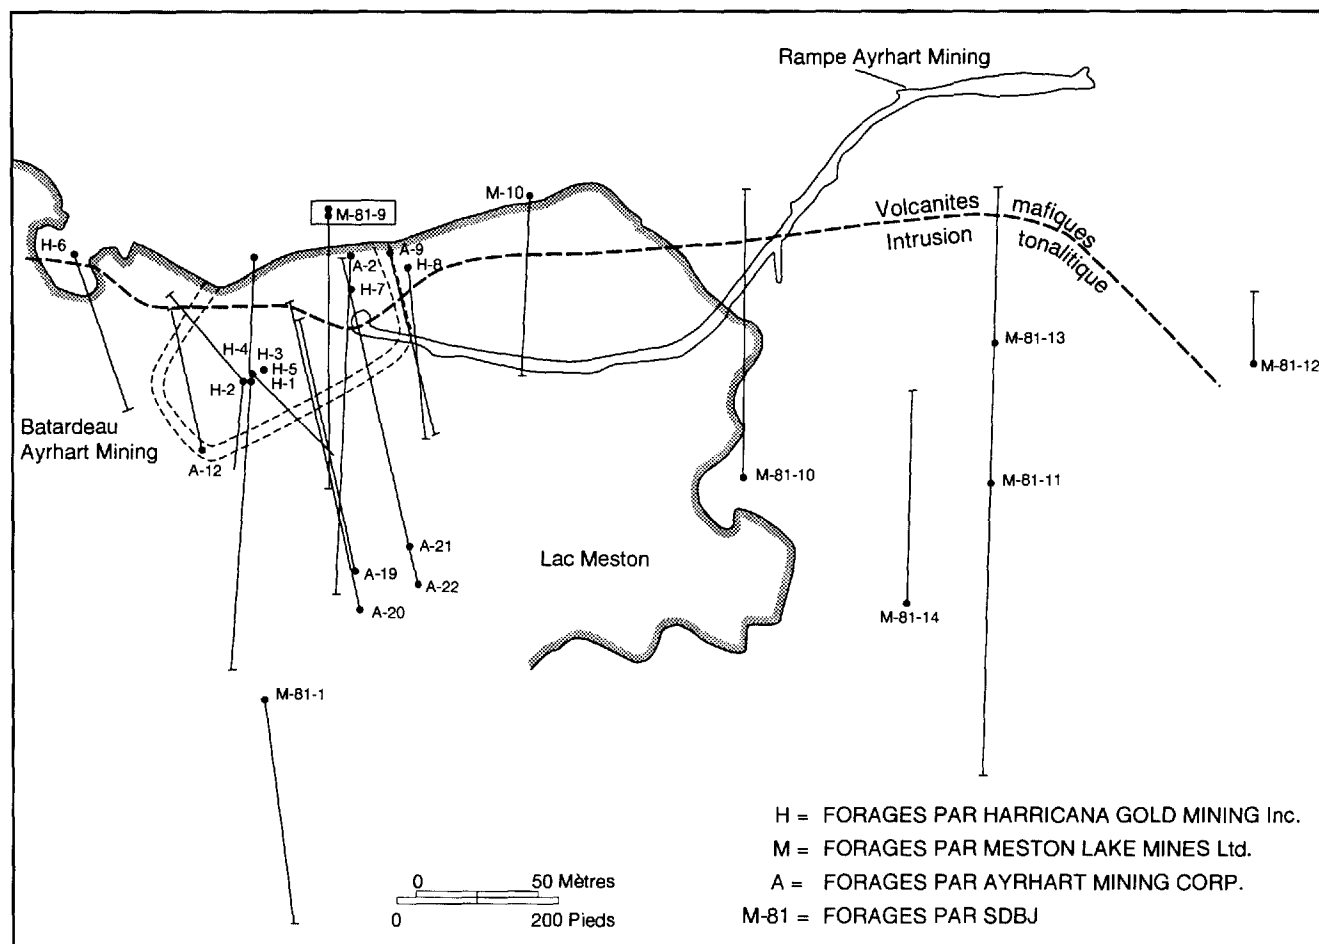 Rampe Ayrhart Mining
M-10
M-81-9
Volcanites mafiques
Intrusion tonalitique
H-6
A-9
A-2
H-8
H-7
H-4
H-3
H-5
H-2
H-1
M-81-13
M-81-12
Batardeau
Ayrhart Mining
A-12
M-81-10
M-81-11
A-21
Lac Meston
A-19
A-22
A-20
M-81-14
M-81-1
H = FORAGES PAR HARRICANA GOLD MINING Inc.
M = FORAGES PAR MESTON LAKE MINES Ltd.
A = FORAGES PAR AYRHART MINING CORP.
M-81 = FORAGES PAR SDBJ
0 50 Mètres
0 200 Pieds